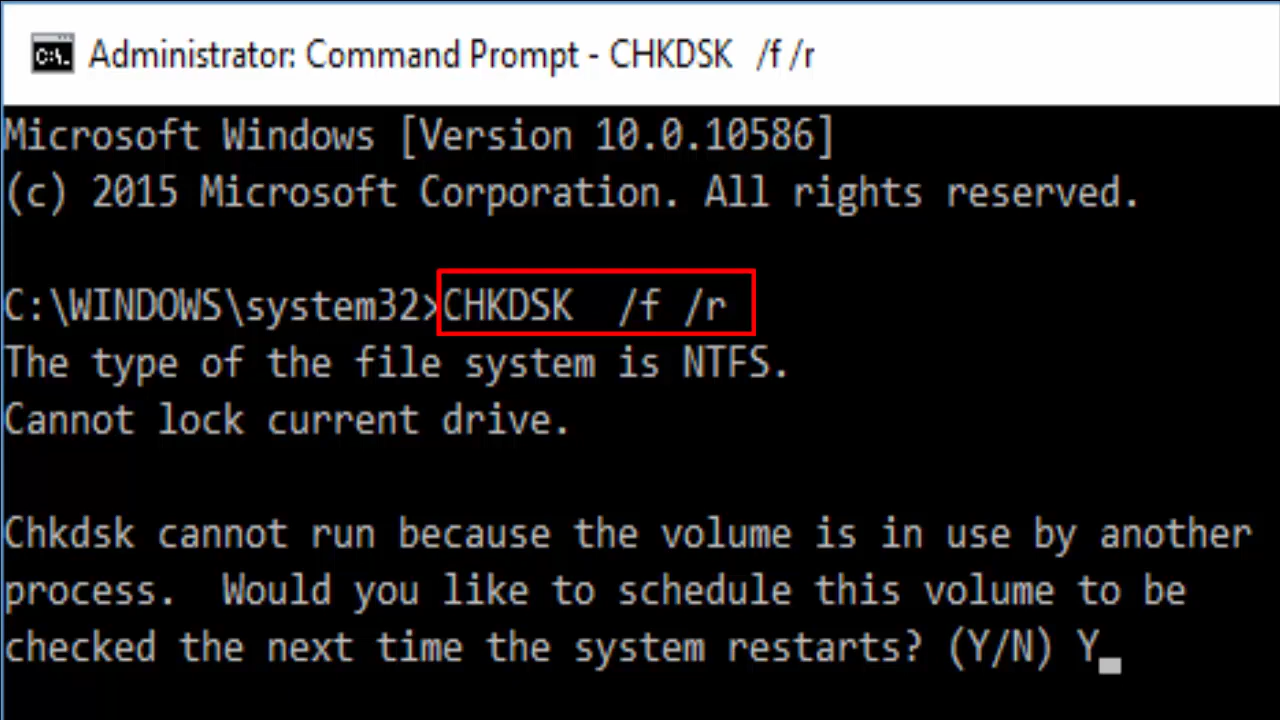 C:\.
Administrator: Command Prompt - CHKDSK  /f /r
Microsoft Windows [Version 10.0.10586]
(c) 2015 Microsoft Corporation. All rights reserved.
C:\WINDOWS\system32>CHKDSK  /f /r
The type of the file system is NTFS.
Cannot lock current drive.
Chkdsk cannot run because the volume is in use by another
process.  Would you like to schedule this volume to be
checked the next time the system restarts? (Y/N) Y